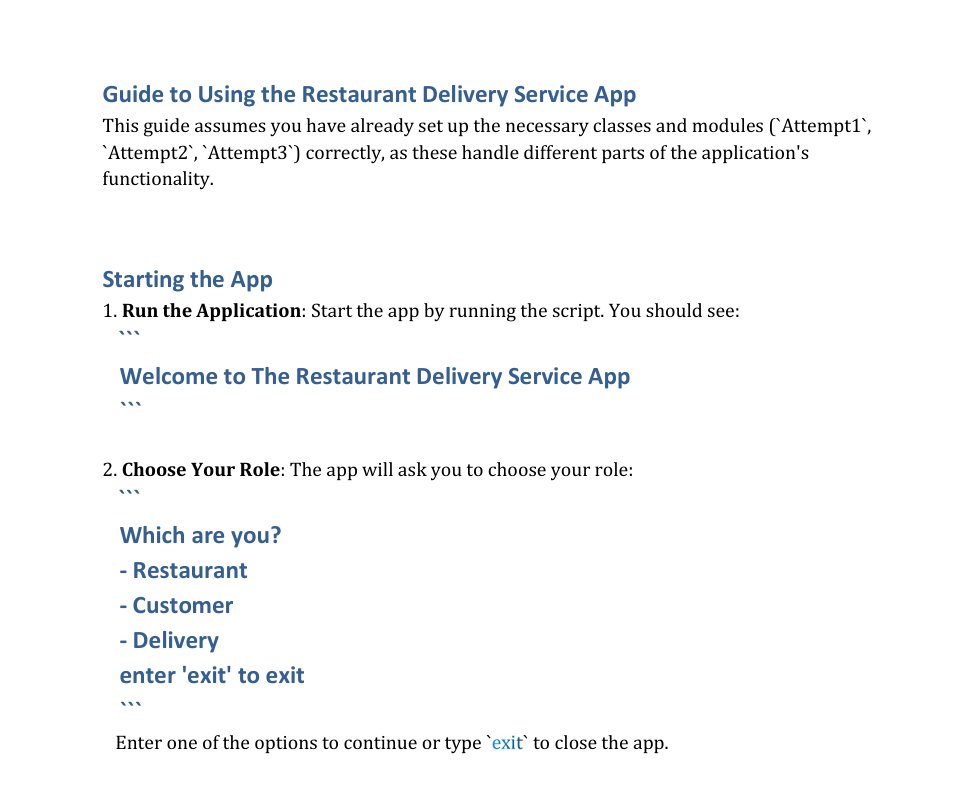 Guide to Using the Restaurant Delivery Service App
This guide assumes you have already set up the necessary classes and modules (`Attempt1`,
`Attempt2`, `Attempt3`) correctly, as these handle different parts of the application's
functionality.
Starting the App
1. Run the Application: Start the app by running the script. You should see:
```
Welcome to The Restaurant Delivery Service App
```
2. Choose Your Role: The app will ask you to choose your role:
```
Which are you?
- Restaurant
- Customer
- Delivery
enter 'exit' to exit
```
Enter one of the options to continue or type `exit` to close the app.